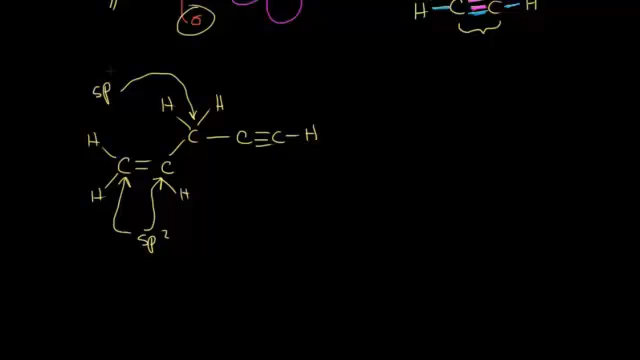 σ
H-C≡C-H
sp
H H
H C-C≡C-H
C=C
H H
sp²